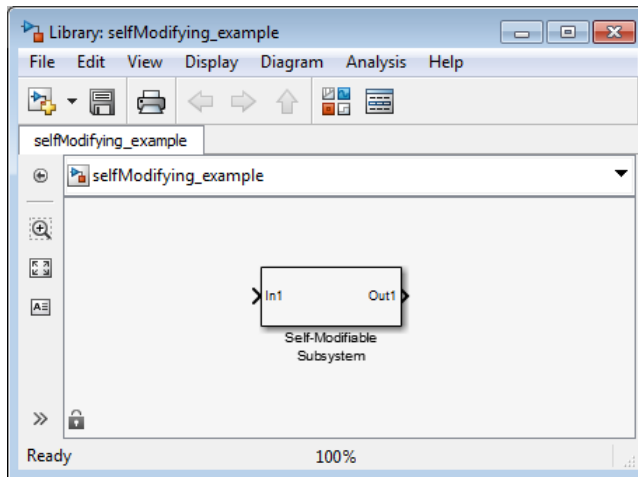 Library: selfModifying_example
File Edit View Display Diagram Analysis Help
selfModifying_example
selfModifying_example
In1 Out1
Self-Modifiable
Subsystem
Ready 100%